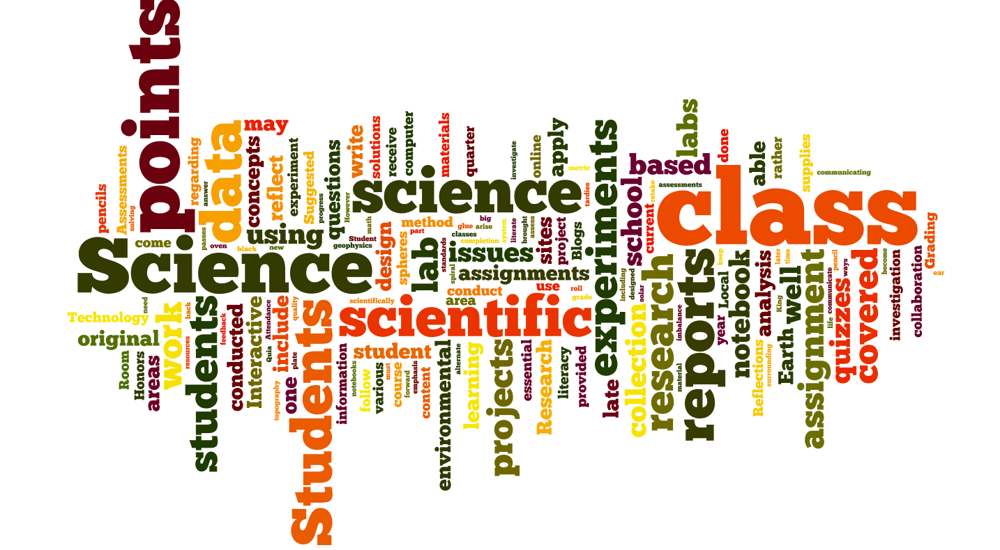 points
Assessments
pencils
solving
regarding
answer
data
may
concepts
reflect
experiment
Suggested
progress
questions
However
write
solutions
receive
computer
materials
quarter
investigate
online
apply
metric
tardies
science
experiments
labs
based
school
retake
assessments
current
done
able
rather
supplies
communicating
class
Grading
ear
come
passes
oven
using
black
new
Science
Student
geophysics
math
design
method
part
spheres
glue
big
arise
classes
completion
system
literate
brought
assess
sites
project
Blogs
lab
standards
issues
spiral
assignments
conduct
use
roll
grade
area
scientifically
scientific
including
designed
solar
Technology
original
need
work
back
resources
Room
Honors
areas
students
feedback
conducted
Interactive
Attendance
Quia
include
quality
plate
one
topography
Students
information
student
notebooks
follow
various
must
course
forward
emphasis
content
environmental
alternate
learning
projects
essential
Research
literacy
provided
late
collection
research
imbalance
material
reports
keep
Local
year
notebook
analysis
Reflections
surrounding
later
time
King
well
Earth
assignment
pencil
communicate
life
ways
quizzes
covered
become
investigation
collaboration